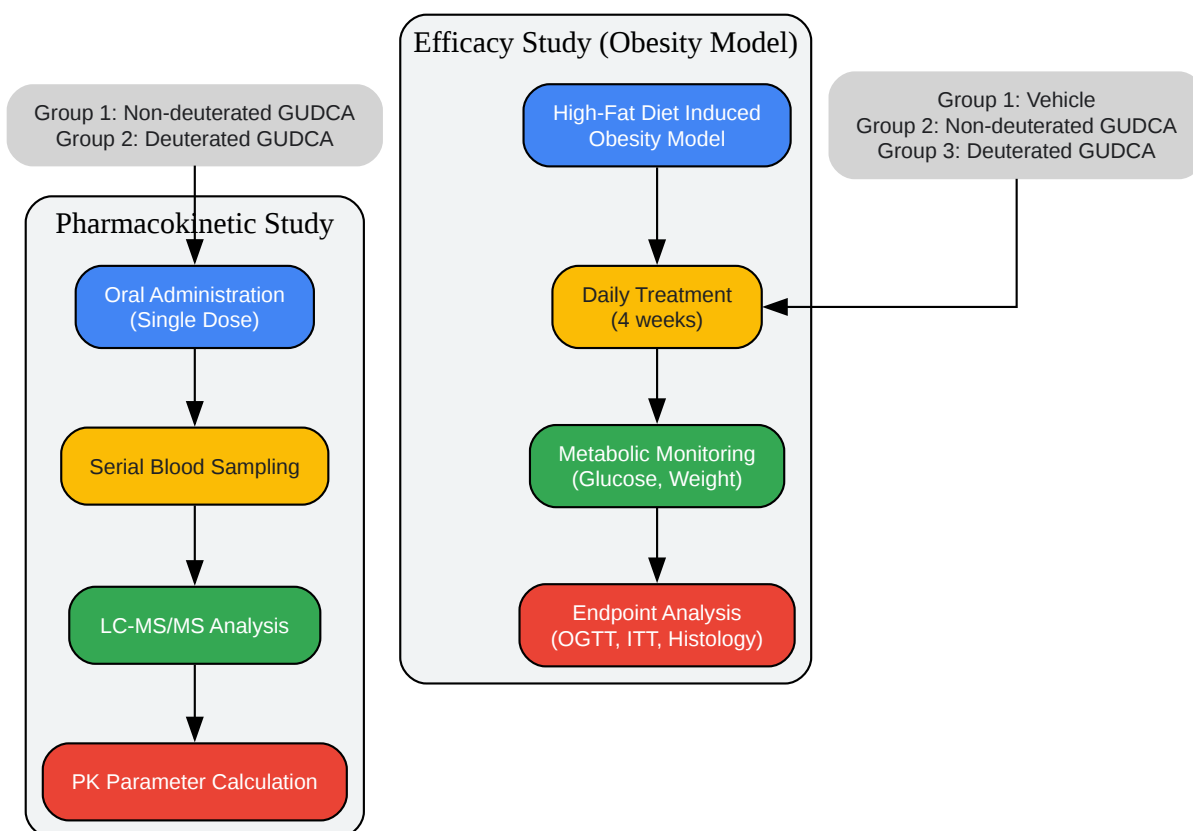 Group 1: Non-deuterated GUDCA
Group 2: Deuterated GUDCA
Pharmacokinetic Study
Oral Administration
(Single Dose)
Serial Blood Sampling
LC-MS/MS Analysis
PK Parameter Calculation
Efficacy Study (Obesity Model)
High-Fat Diet Induced
Obesity Model
Daily Treatment
(4 weeks)
Metabolic Monitoring
(Glucose, Weight)
Endpoint Analysis
(OGTT, ITT, Histology)
Group 1: Vehicle
Group 2: Non-deuterated GUDCA
Group 3: Deuterated GUDCA